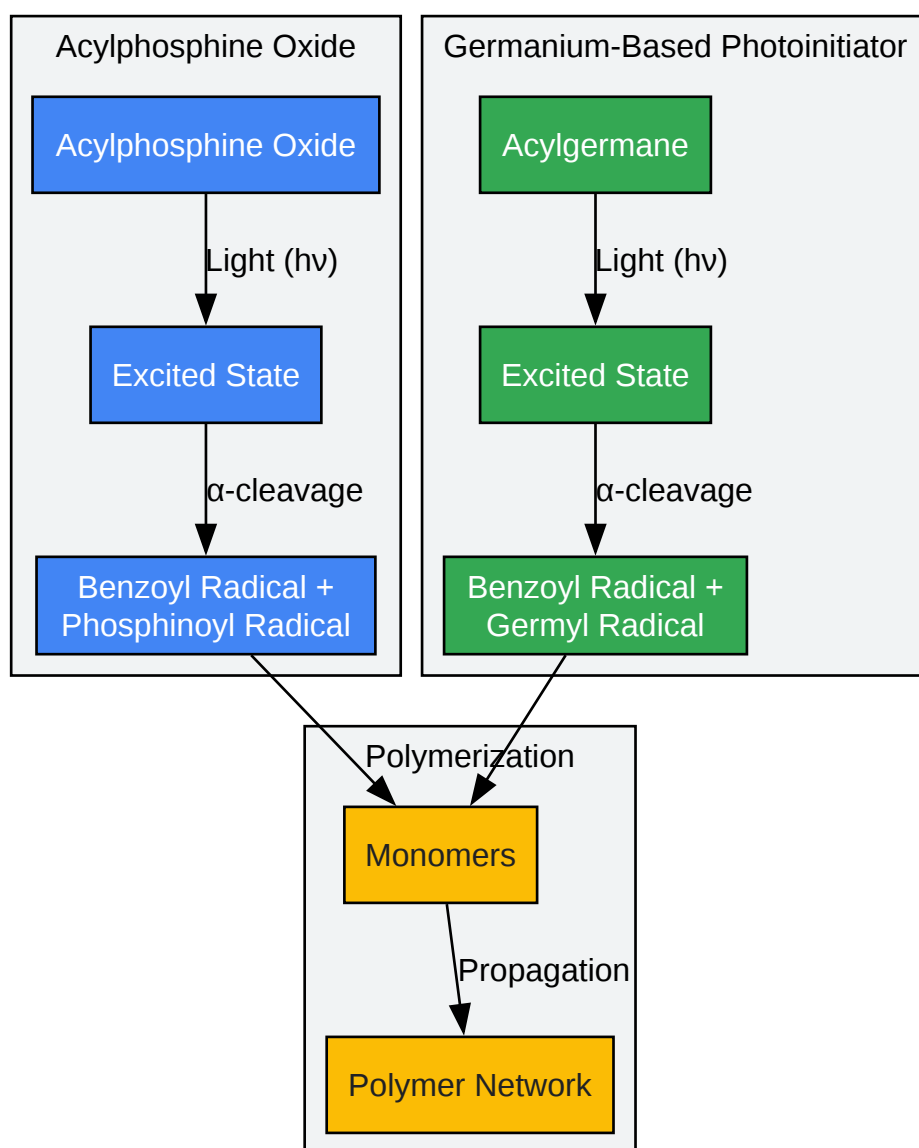 Acylphosphine Oxide
Acylphosphine Oxide
Light (hν)
Excited State
α-cleavage
Benzoyl Radical +
Phosphinoyl Radical
Germanium-Based Photoinitiator
Acylgermane
Light (hν)
Excited State
α-cleavage
Benzoyl Radical +
Germyl Radical
Polymerization
Monomers
Propagation
Polymer Network